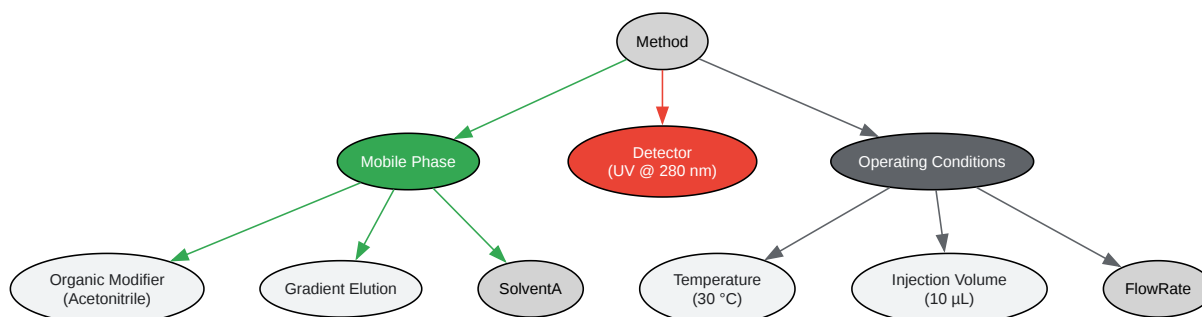 Method
Mobile Phase
Detector
(UV @ 280 nm)
Operating Conditions
Organic Modifier
(Acetonitrile)
Gradient Elution
SolventA
Temperature
(30 °C)
Injection Volume
(10 µL)
FlowRate